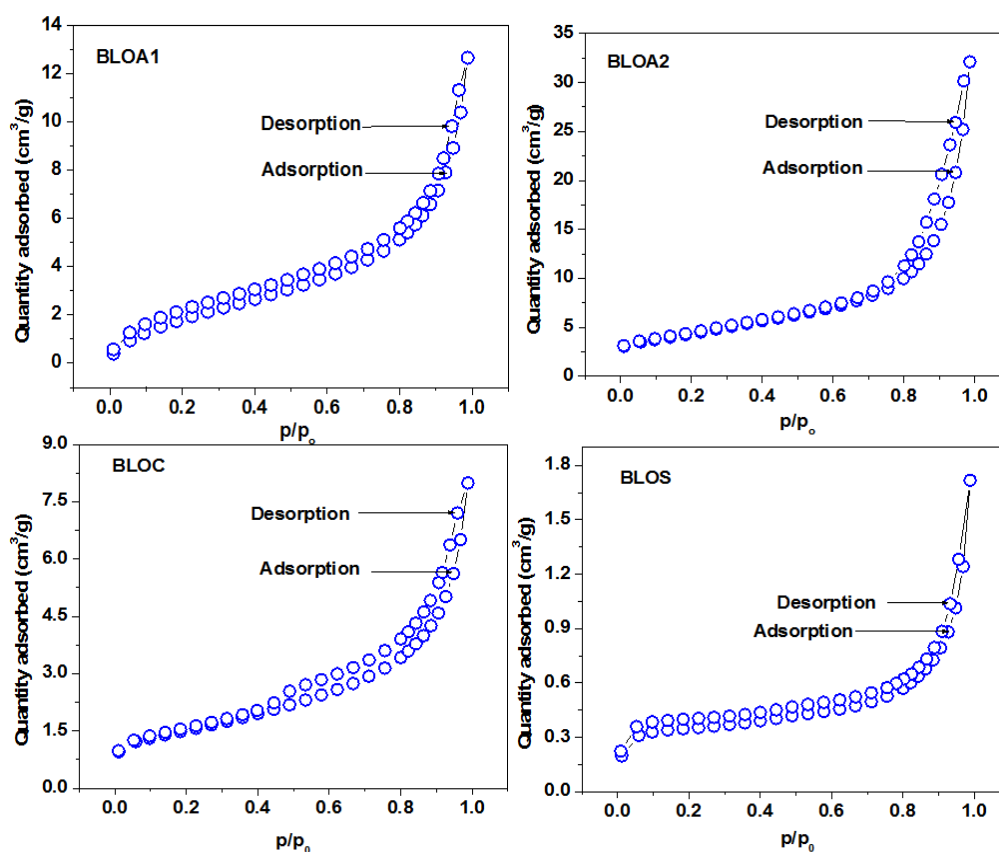 BLOA1
Desorption
Adsorption
Quantity adsorbed (cm³/g)
14
12
10
8
6
4
2
0
0.0 0.2 0.4 0.6 0.8 1.0
p/pₒ
BLOA2
Desorption
Adsorption
Quantity adsorbed (cm³/g)
35
30
25
20
15
10
5
0
0.0 0.2 0.4 0.6 0.8 1.0
p/pₒ
BLOC
Desorption
Adsorption
Quantity adsorbed (cm³/g)
9.0
7.5
6.0
4.5
3.0
1.5
0.0
0.0 0.2 0.4 0.6 0.8 1.0
p/p₀
BLOS
Desorption
Adsorption
Quantity adsorbed (cm³/g)
1.8
1.5
1.2
0.9
0.6
0.3
0.0
0.0 0.2 0.4 0.6 0.8 1.0
p/p₀